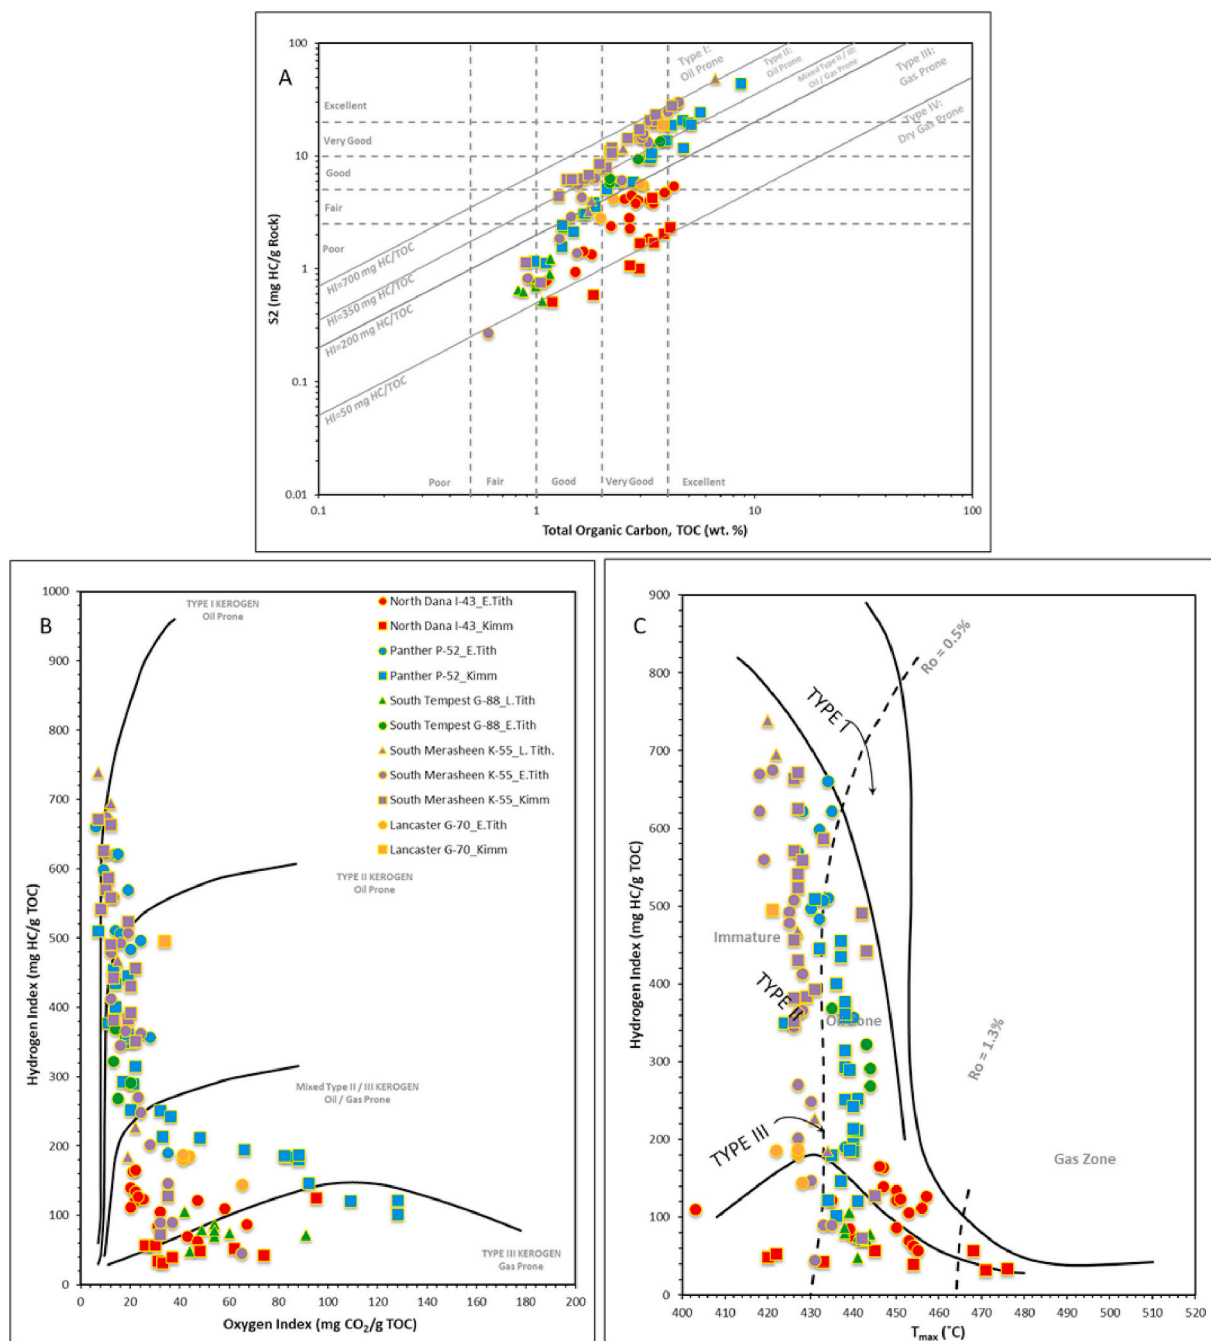 A
100
10
1
0.1
0.01
S2 (mg HC/g Rock)
Excellent
Very Good
Good
Fair
Poor
HI=700 mg HC/TOC
HI=350 mg HC/TOC
HI=200 mg HC/TOC
HI=50 mg HC/TOC
Type I:
Oil Prone
Type II:
Oil Prone
Mixed Type II / III:
Oil / Gas Prone
Type III:
Gas Prone
Type IV:
Dry Gas Prone
Poor
Fair
Good
Very Good
Excellent
0.1
1
10
100
Total Organic Carbon, TOC (wt. %)
B
1000
900
800
700
600
500
400
300
200
100
0
Hydrogen Index (mg HC/g TOC)
TYPE I KEROGEN
Oil Prone
TYPE II KEROGEN
Oil Prone
Mixed Type II / III KEROGEN
Oil / Gas Prone
TYPE III KEROGEN
Gas Prone
North Dana I-43_E.Tith
North Dana I-43_Kimm
Panther P-52_E.Tith
Panther P-52_Kimm
South Tempest G-88_L.Tith
South Tempest G-88_E.Tith
South Merasheen K-55_L. Tith.
South Merasheen K-55_E.Tith
South Merasheen K-55_Kimm
Lancaster G-70_E.Tith
Lancaster G-70_Kimm
0 20 40 60 80 100 120 140 160 180 200
Oxygen Index (mg CO₂/g TOC)
C
900
800
700
600
500
400
300
200
100
0
Hydrogen Index (mg HC/g TOC)
Ro = 0.5%
TYPE I
Immature
TYPE II
Oil Zone
Ro = 1.3%
TYPE III
Gas Zone
400 410 420 430 440 450 460 470 480 490 500 510 520
Tmax (˚C)